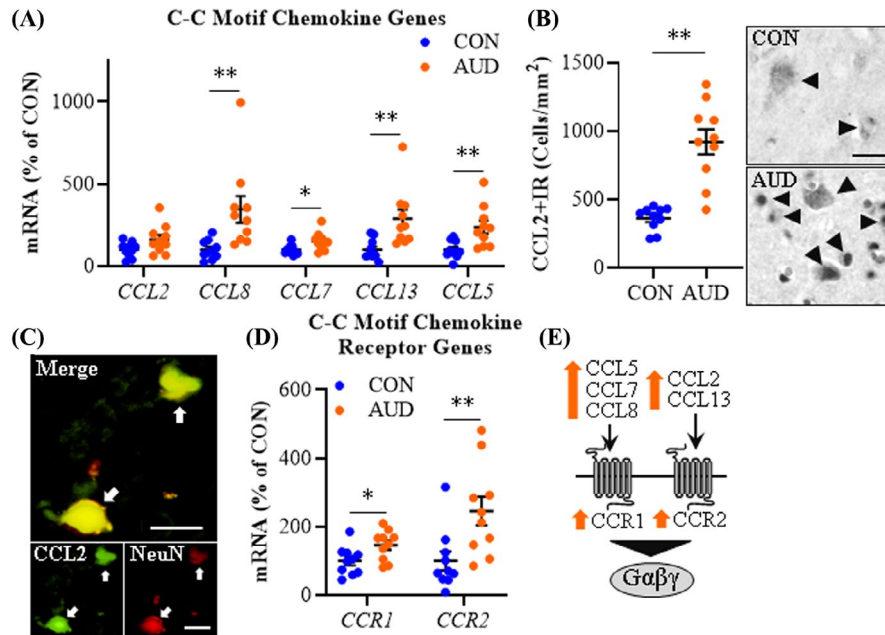 (A)
C-C Motif Chemokine Genes
CON
AUD
mRNA (% of CON)
1000
500
0
**
*
**
**
CCL2 CCL8 CCL7 CCL13 CCL5
(B)
CCL2+IR (Cells/mm²)
1500
1000
500
0
**
CON AUD
CON
AUD
(C)
Merge
CCL2
NeuN
(D)
C-C Motif Chemokine
Receptor Genes
CON
AUD
mRNA (% of CON)
600
400
200
0
*
**
CCR1 CCR2
(E)
CCL5
CCL7
CCL8
CCL2
CCL13
CCR1
CCR2
Gαβγ